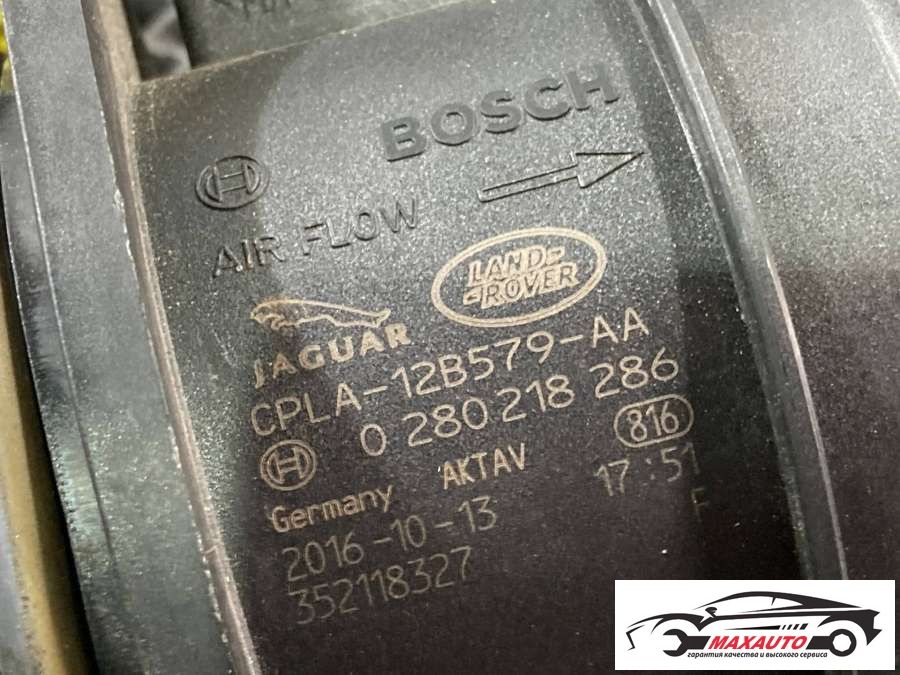 BOSCH
AIR FLOW
LAND-
-ROVER
JAGUAR
CPLA-12B579-AA
0 280 218 286
816
Germany AKTAV 17:51
2016-10-13 F
352118327
MAXAUTO
гарантия качества и высокого сервиса